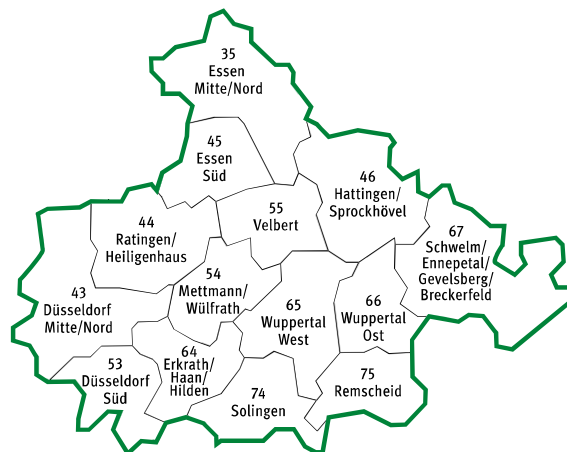 35
Essen
Mitte/Nord
45
Essen
Süd
46
Hattingen/
Sprockhövel
55
Velbert
44
Ratingen/
Heiligenhaus
67
Schwelm/
Ennepetal/
Gevelsberg/
Breckerfeld
54
Mettmann/
Wülfrath
43
Düsseldorf
Mitte/Nord
65
Wuppertal
West
66
Wuppertal
Ost
64
Erkrath/
Haan/
Hilden
53
Düsseldorf
Süd
74
Solingen
75
Remscheid